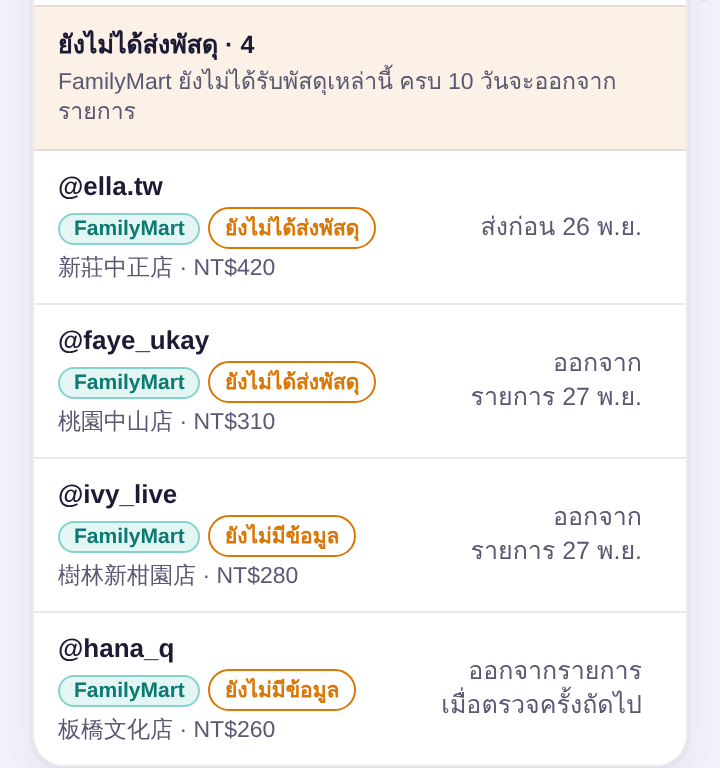 ยังไม่ได้ส่งพัสดุ · 4
FamilyMart ยังไม่ได้รับพัสดุเหล่านี้ ครบ 10 วันจะออกจาก
รายการ
@ella.tw
FamilyMart ยังไม่ได้ส่งพัสดุ
ส่งก่อน 26 พ.ย.
新莊中正店 · NT$420
@faye_ukay
FamilyMart ยังไม่ได้ส่งพัสดุ
ออกจาก
รายการ 27 พ.ย.
桃園中山店 · NT$310
@ivy_live
FamilyMart ยังไม่มีข้อมูล
ออกจาก
รายการ 27 พ.ย.
樹林新柑園店 · NT$280
@hana_q
FamilyMart ยังไม่มีข้อมูล
ออกจากรายการ
เมื่อตรวจครั้งถัดไป
板橋文化店 · NT$260